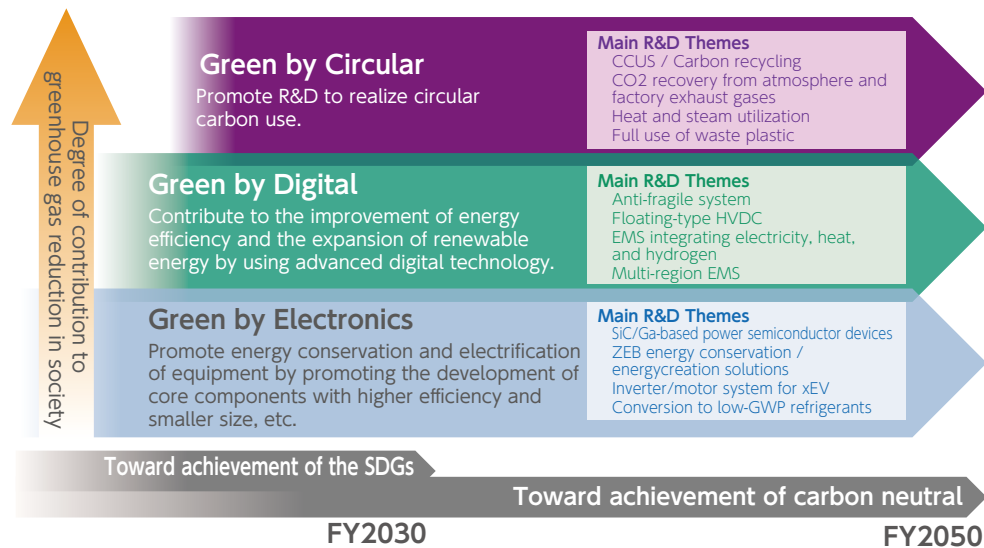 Degree of contribution to
greenhouse gas reduction in society
Green by Circular
Promote R&D to realize circular
carbon use.
Main R&D Themes
CCUS / Carbon recycling
CO2 recovery from atmosphere and
factory exhaust gases
Heat and steam utilization
Full use of waste plastic
Green by Digital
Contribute to the improvement of energy
efficiency and the expansion of renewable
energy by using advanced digital technology.
Main R&D Themes
Anti-fragile system
Floating-type HVDC
EMS integrating electricity, heat,
and hydrogen
Multi-region EMS
Green by Electronics
Promote energy conservation and electrification
of equipment by promoting the development of
core components with higher efficiency and
smaller size, etc.
Main R&D Themes
SiC/Ga-based power semiconductor devices
ZEB energy conservation /
energycreation solutions
Inverter/motor system for xEV
Conversion to low-GWP refrigerants
Toward achievement of the SDGs
Toward achievement of carbon neutral
FY2030
FY2050